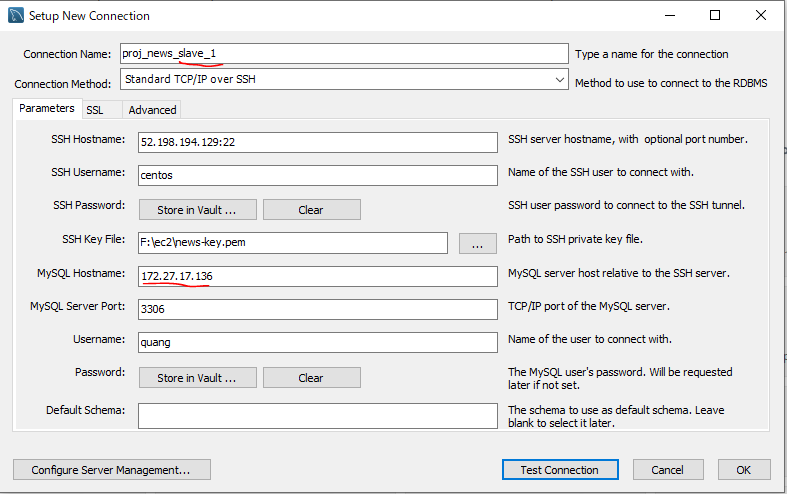 Setup New Connection
Connection Name: proj_news_slave_1 Type a name for the connection
Connection Method: Standard TCP/IP over SSH Method to use to connect to the RDBMS
Parameters SSL Advanced
SSH Hostname: 52.198.194.129:22 SSH server hostname, with optional port number.
SSH Username: centos Name of the SSH user to connect with.
SSH Password: Store in Vault ... Clear SSH user password to connect to the SSH tunnel.
SSH Key File: F:\ec2\news-key.pem ... Path to SSH private key file.
MySQL Hostname: 172.27.17.136 MySQL server host relative to the SSH server.
MySQL Server Port: 3306 TCP/IP port of the MySQL server.
Username: quang Name of the user to connect with.
Password: Store in Vault ... Clear The MySQL user's password. Will be requested
later if not set.
Default Schema: The schema to use as default schema. Leave
blank to select it later.
Configure Server Management... Test Connection Cancel OK